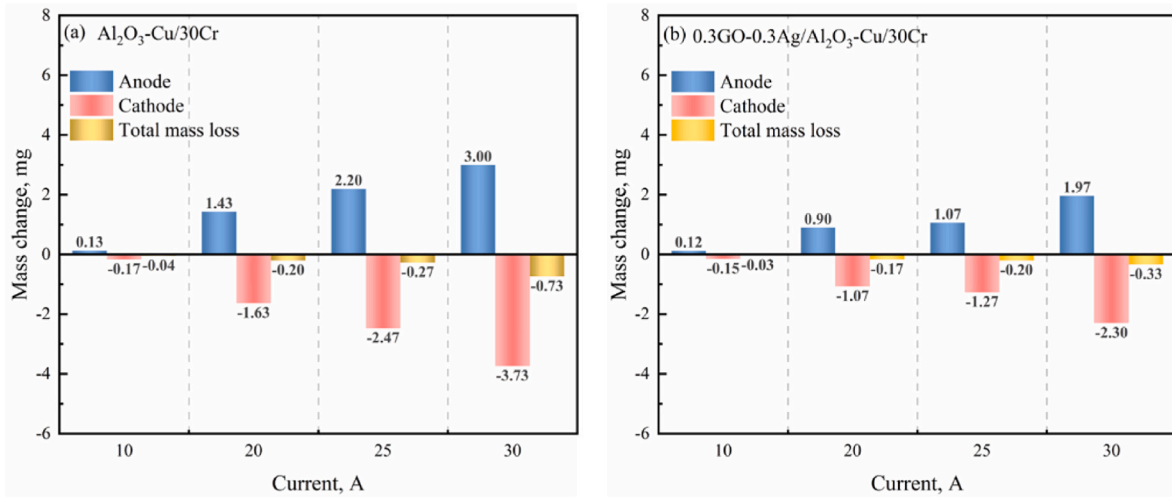 (a) Al₂O₃-Cu/30Cr
Anode
Cathode
Total mass loss
Mass change, mg
8
6
4
2
0
-2
-4
-6
0.13
-0.17
-0.04
1.43
-1.63
-0.20
2.20
-2.47
-0.27
3.00
-3.73
-0.73
10 20 25 30
Current, A
(b) 0.3GO-0.3Ag/Al₂O₃-Cu/30Cr
Anode
Cathode
Total mass loss
Mass change, mg
8
6
4
2
0
-2
-4
-6
0.12
-0.15
-0.03
0.90
-1.07
-0.17
1.07
-1.27
-0.20
1.97
-2.30
-0.33
10 20 25 30
Current, A